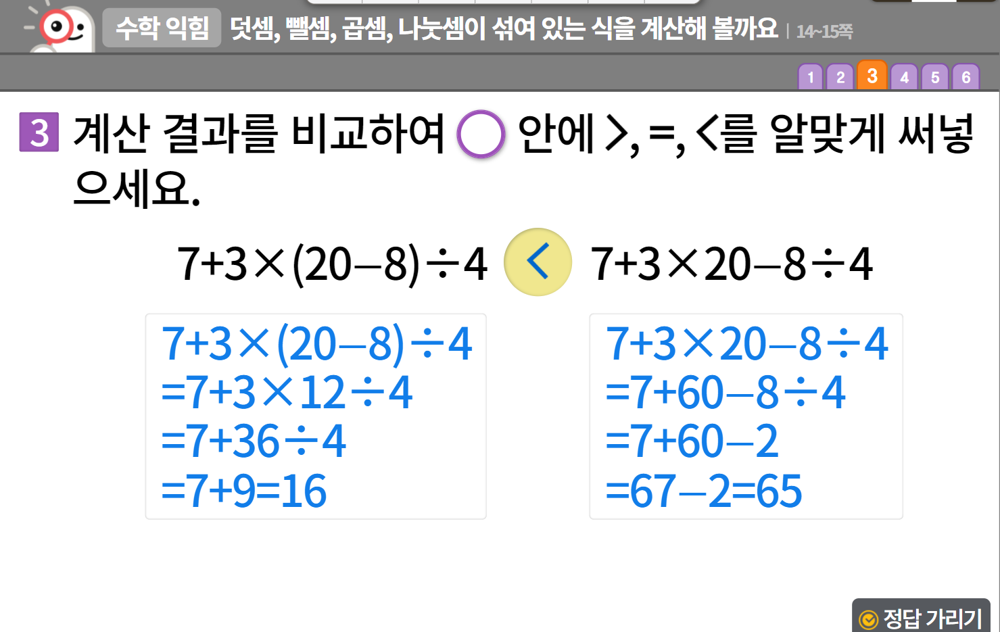 수학 익힘 덧셈, 뺄셈, 곱셈, 나눗셈이 섞여 있는 식을 계산해 볼까요 | 14~15쪽
1 2 3 4 5 6
3 계산 결과를 비교하여 ○ 안에 >, =, <를 알맞게 써넣
으세요.
7+3×(20−8)÷4 < 7+3×20−8÷4
7+3×(20−8)÷4
=7+3×12÷4
=7+36÷4
=7+9=16
7+3×20−8÷4
=7+60−8÷4
=7+60−2
=67−2=65
정답 가리기